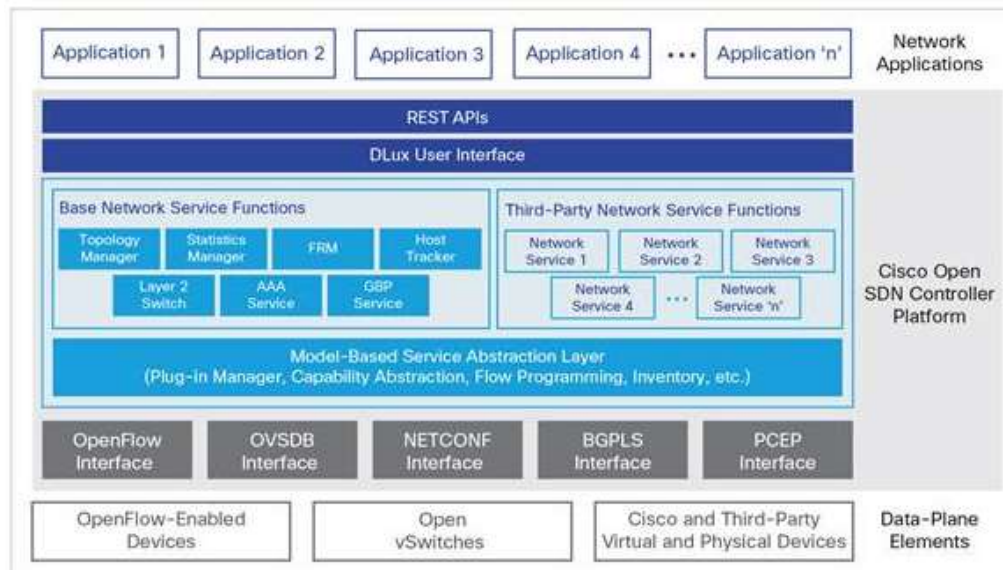 Application 1
Application 2
Application 3
Application 4
• • •
Application 'n'
Network
Applications
REST APIs
DLux User Interface
Base Network Service Functions
Topology
Manager
Statistics
Manager
FRM
Host
Tracker
Layer 2
Switch
AAA
Service
GBP
Service
Third-Party Network Service Functions
Network
Service 1
Network
Service 2
Network
Service 3
Network
Service 4
• • •
Network
Service 'n'
Model-Based Service Abstraction Layer
(Plug-in Manager, Capability Abstraction, Flow Programming, Inventory, etc.)
Cisco Open
SDN Controller
Platform
OpenFlow
Interface
OVSDB
Interface
NETCONF
Interface
BGPLS
Interface
PCEP
Interface
OpenFlow-Enabled
Devices
Open
vSwitches
Cisco and Third-Party
Virtual and Physical Devices
Data-Plane
Elements